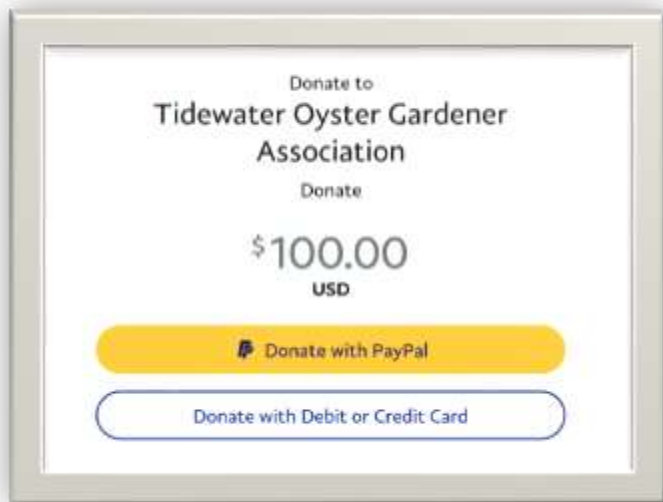 Donate to
Tidewater Oyster Gardener
Association
Donate
$100.00
USD
Donate with PayPal
Donate with Debit or Credit Card